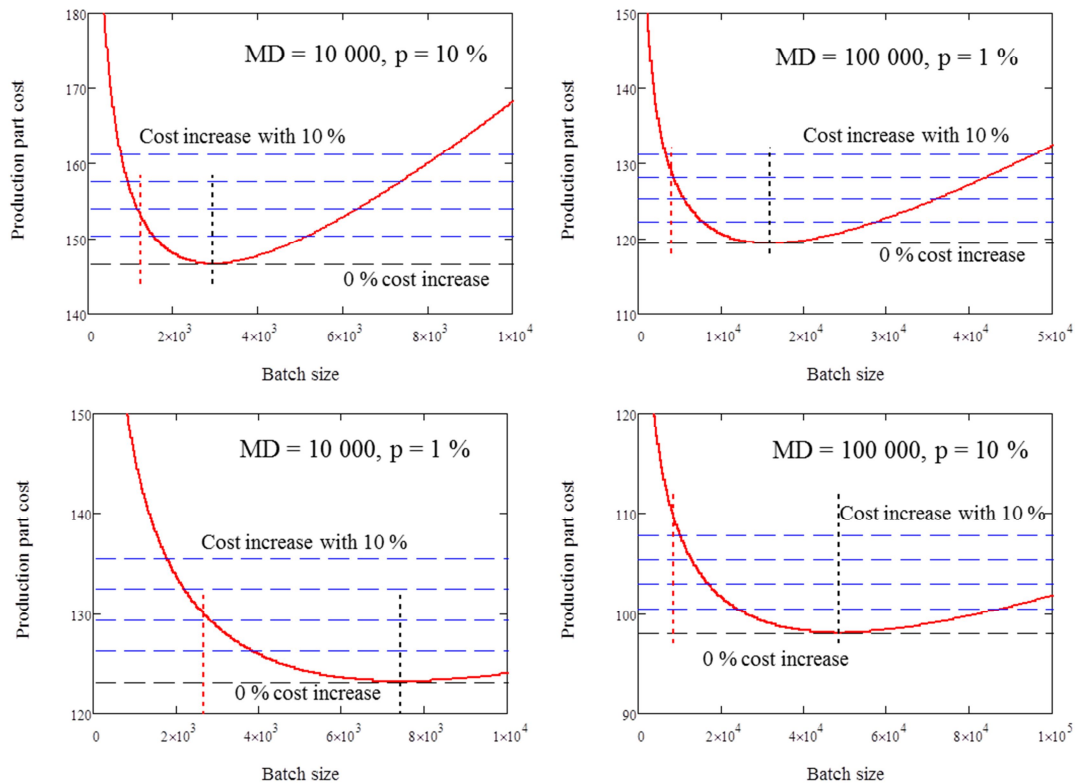 180
170
160
150
140
Production part cost
MD = 10 000, p = 10 %
Cost increase with 10 %
0 % cost increase
0
2×10³
4×10³
6×10³
8×10³
1×10⁴
Batch size
150
140
130
120
110
Production part cost
MD = 100 000, p = 1 %
Cost increase with 10 %
0 % cost increase
0
1×10⁴
2×10⁴
3×10⁴
4×10⁴
5×10⁴
Batch size
150
140
130
120
Production part cost
MD = 10 000, p = 1 %
Cost increase with 10 %
0 % cost increase
0
2×10³
4×10³
6×10³
8×10³
1×10⁴
Batch size
120
110
100
90
Production part cost
MD = 100 000, p = 10 %
Cost increase with 10 %
0 % cost increase
0
2×10⁴
4×10⁴
6×10⁴
8×10⁴
1×10⁵
Batch size